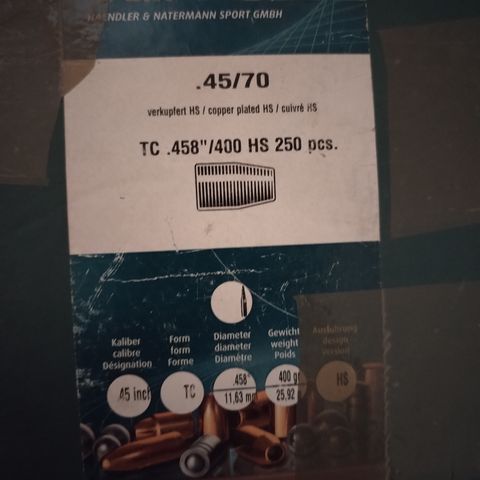 HAENDLER & NATERMANN SPORT GMBH
.45/70
verkupfert HS / copper plated HS / cuivré HS
TC .458"/400 HS 250 pcs.
Kaliber
calibre
Désignation
Form
form
Forme
Diameter
diameter
Diamètre
Gewicht
weight
Poids
Ausführung
design
version
.45 inch
TC
.458"
11,63 mm
400 gr
25,92
HS